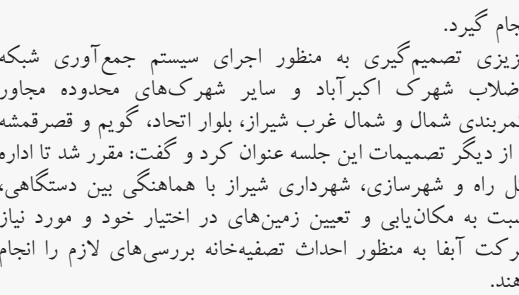 جام گیرد.
زیزی تصمیم‌گیری به منظور اجرای سیستم جمع‌آوری شبکه
اضلاب شهرک اکبرآباد و سایر شهرک‌های محدوده مجاور
مربندی شمال و شمال غرب شیراز، بلوار اتحاد، گویم و قصرقمشه
از دیگر تصمیمات این جلسه عنوان کرد و گفت: مقرر شد تا اداره
ل راه و شهرسازی، شهرداری شیراز با هماهنگی بین دستگاهی،
سبت به مکان‌یابی و تعیین زمین‌های در اختیار خود و مورد نیاز
رکت آبفا به منظور احداث تصفیه‌خانه بررسی‌های لازم را انجام
هند.